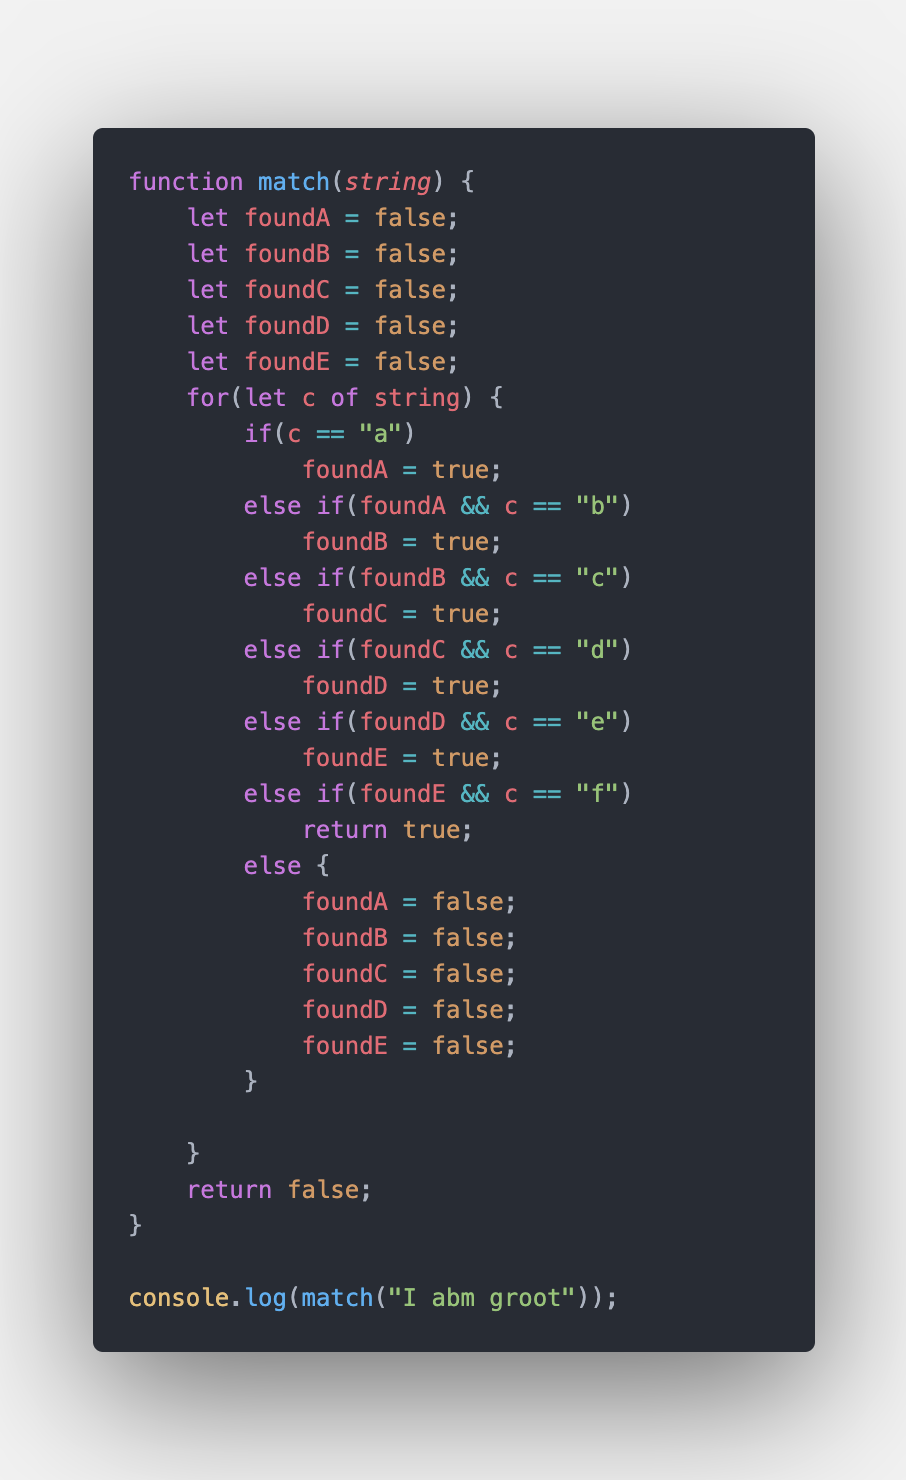 function match(string) {
    let foundA = false;
    let foundB = false;
    let foundC = false;
    let foundD = false;
    let foundE = false;
    for(let c of string) {
        if(c == "a")
            foundA = true;
        else if(foundA && c == "b")
            foundB = true;
        else if(foundB && c == "c")
            foundC = true;
        else if(foundC && c == "d")
            foundD = true;
        else if(foundD && c == "e")
            foundE = true;
        else if(foundE && c == "f")
            return true;
        else {
            foundA = false;
            foundB = false;
            foundC = false;
            foundD = false;
            foundE = false;
        }

    }
    return false;
}

console.log(match("I abm groot"));